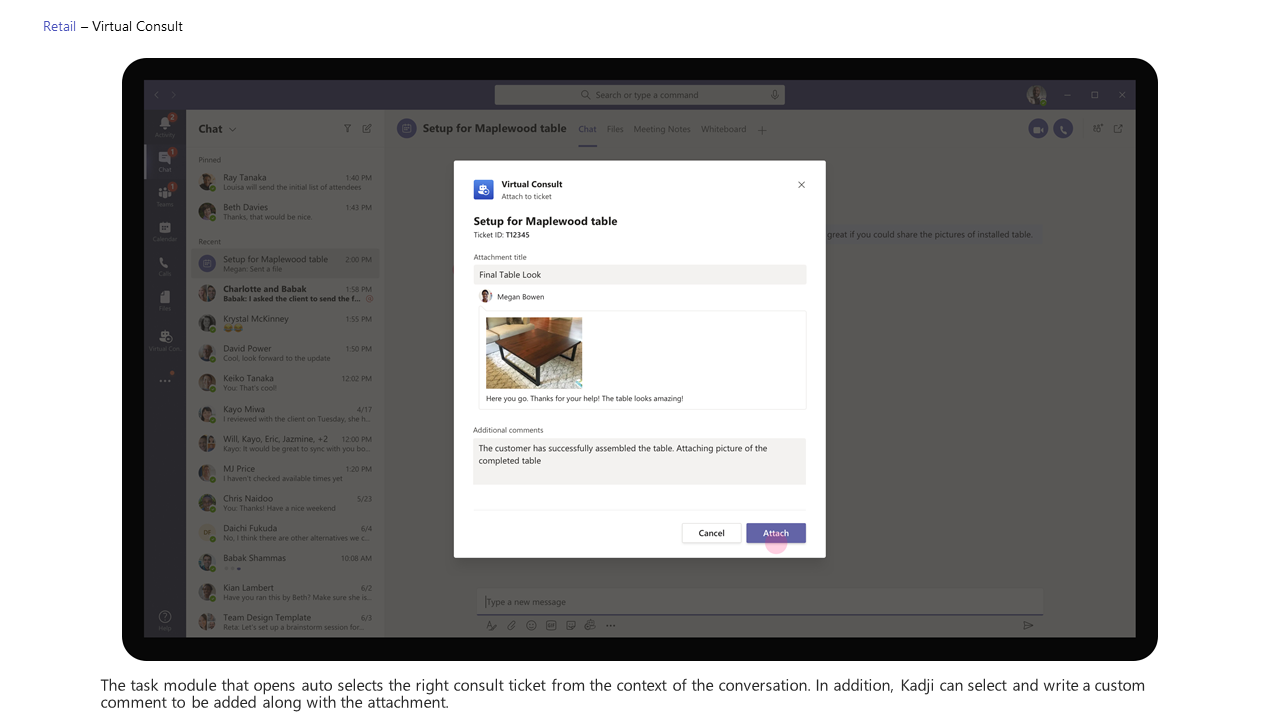 Retail – Virtual Consult
Search or type a command
Activity
2
Chat
1
Teams
1
Calendar
Calls
Files
Virtual Con..
Help
Chat
Pinned
Ray Tanaka 1:40 PM
Louisa will send the initial list of attendees
Beth Davies 1:43 PM
Thanks, that would be nice.
Recent
Setup for Maplewood table 2:00 PM
Megan: Sent a file
Charlotte and Babak 1:58 PM
Babak: I asked the client to send the f...
Krystal McKinney 1:55 PM
David Power 1:50 PM
Cool, look forward to the update
Keiko Tanaka 12:02 PM
You: That's cool!
Kayo Miwa 4/17
I reviewed with the client on Tuesday, she h...
Will, Kayo, Eric, Jazmine, +2 12:00 PM
Kayo: It would be great to sync with you bo...
MJ Price 1:20 PM
I haven't checked available times yet
Chris Naidoo 5/23
You: Thanks! Have a nice weekend
DF
Daichi Fukuda 6/4
No, I think there are other alternatives we c...
Babak Shammas 10:08 AM
Kian Lambert 6/2
Have you ran this by Beth? Make sure she is...
Team Design Template 6/3
Reta: Let's set up a brainstorm session for...
Setup for Maplewood table Chat Files Meeting Notes Whiteboard
great if you could share the pictures of installed table.
Virtual Consult
Attach to ticket
Setup for Maplewood table
Ticket ID: T12345
Attachment title
Final Table Look
Megan Bowen
Here you go. Thanks for your help! The table looks amazing!
Additional comments
The customer has successfully assembled the table. Attaching picture of the
completed table
Cancel Attach
Type a new message
GIF
The task module that opens auto selects the right consult ticket from the context of the conversation. In addition, Kadji can select and write a custom
comment to be added along with the attachment.